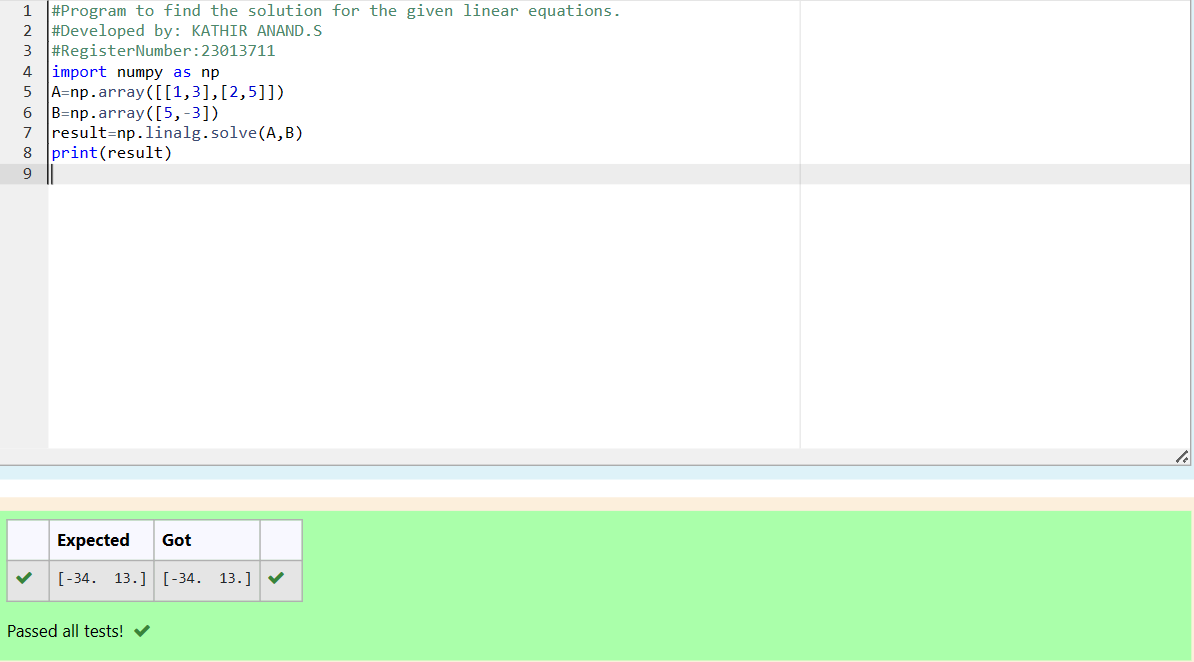 1 #Program to find the solution for the given linear equations.
2 #Developed by: KATHIR ANAND.S
3 #RegisterNumber:23013711
4 import numpy as np
5 A=np.array([[1,3],[2,5]])
6 B=np.array([5,-3])
7 result=np.linalg.solve(A,B)
8 print(result)
9
Expected Got
[-34.  13.] [-34.  13.]
Passed all tests!